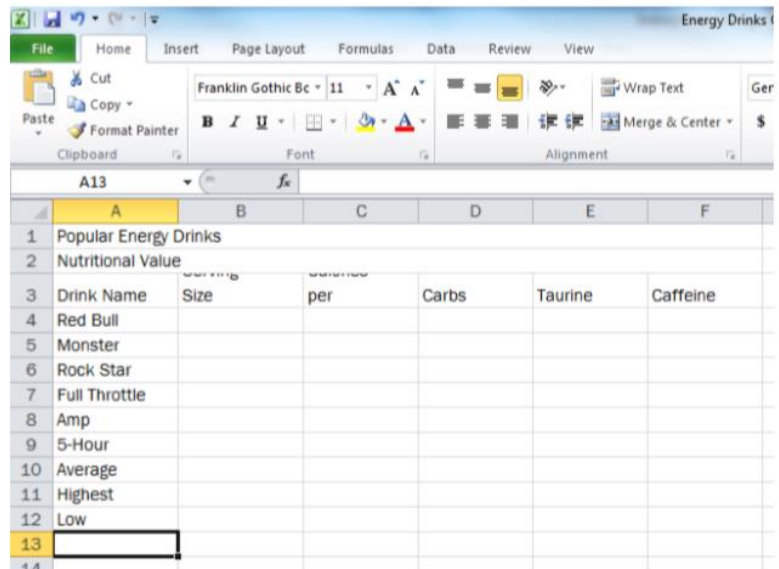 Energy Drinks
File Home Insert Page Layout Formulas Data Review View
Cut
Copy
Format Painter
Paste
Franklin Gothic Bc 11 A A
B I U A
Wrap Text
Merge & Center
Ger
$
Clipboard Font Alignment
A13 fx
A B C D E F
1 Popular Energy Drinks
2 Nutritional Value
3 Drink Name Size per Carbs Taurine Caffeine
4 Red Bull
5 Monster
6 Rock Star
7 Full Throttle
8 Amp
9 5-Hour
10 Average
11 Highest
12 Low
13